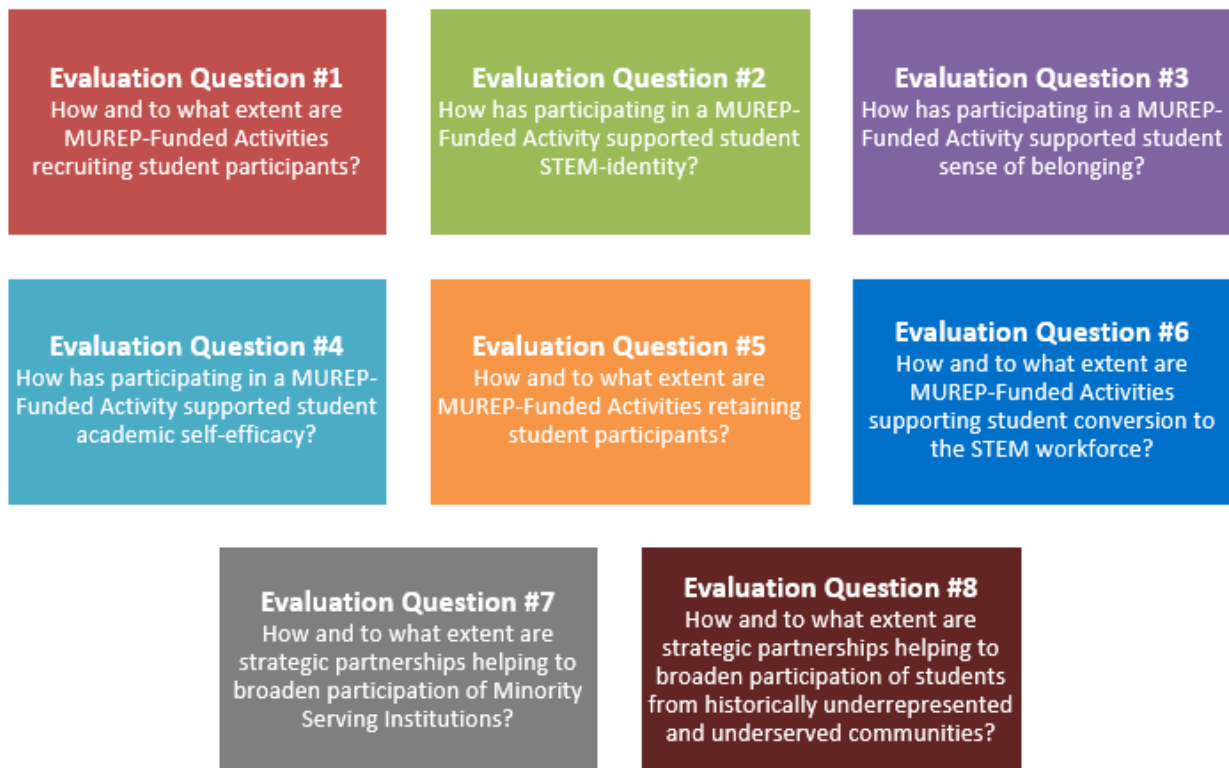 Evaluation Question #1
How and to what extent are
MUREP-Funded Activities
recruiting student participants?
Evaluation Question #2
How has participating in a MUREP-
Funded Activity supported student
STEM-identity?
Evaluation Question #3
How has participating in a MUREP-
Funded Activity supported student
sense of belonging?
Evaluation Question #4
How has participating in a MUREP-
Funded Activity supported student
academic self-efficacy?
Evaluation Question #5
How and to what extent are
MUREP-Funded Activities retaining
student participants?
Evaluation Question #6
How and to what extent are
MUREP-Funded Activities
supporting student conversion to
the STEM workforce?
Evaluation Question #7
How and to what extent are
strategic partnerships helping to
broaden participation of Minority
Serving Institutions?
Evaluation Question #8
How and to what extent are
strategic partnerships helping to
broaden participation of students
from historically underrepresented
and underserved communities?